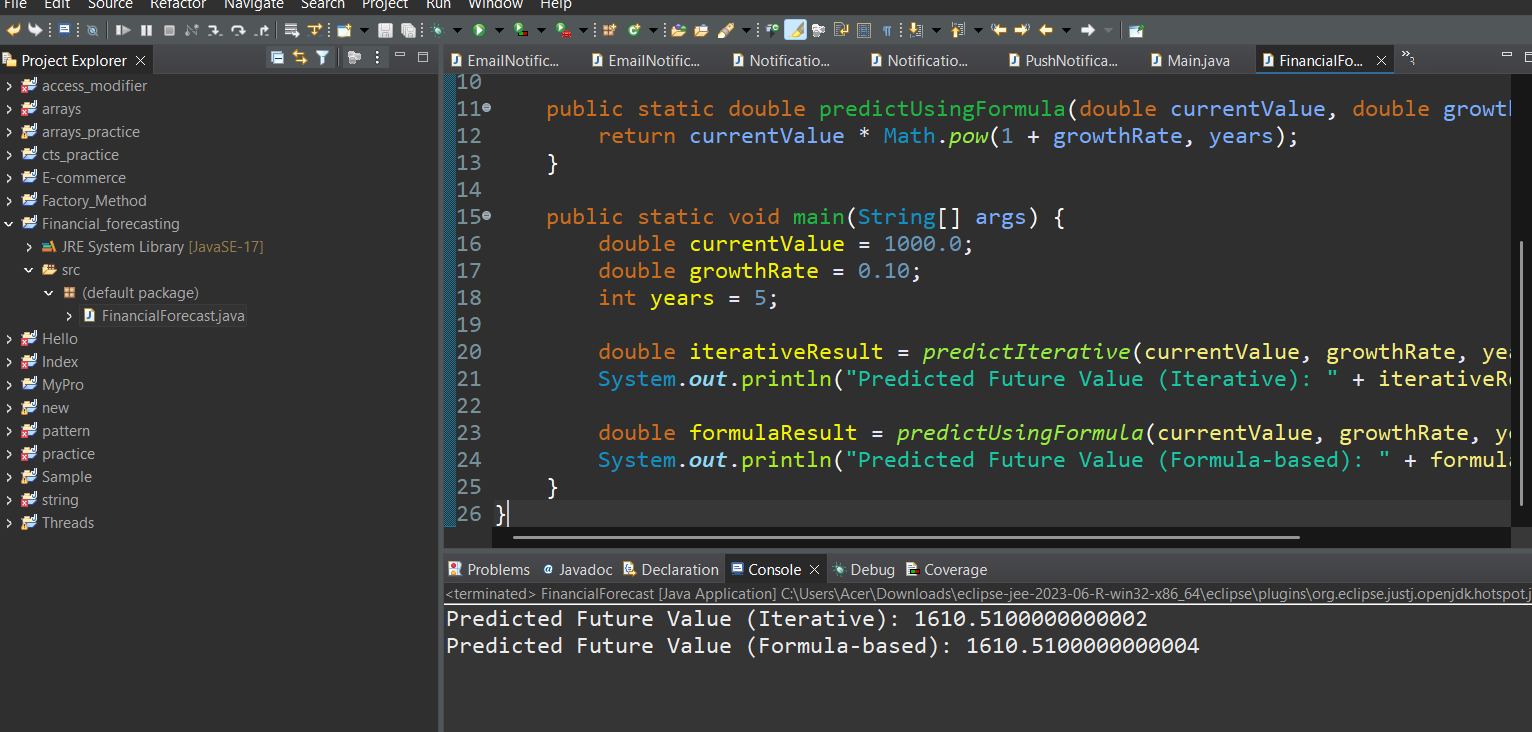 File Edit Source Refactor Navigate Search Project Run Window Help
Project Explorer
access_modifier
arrays
arrays_practice
cts_practice
E-commerce
Factory_Method
Financial_forecasting
JRE System Library [JavaSE-17]
src
(default package)
FinancialForecast.java
Hello
Index
MyPro
new
pattern
practice
Sample
string
Threads
EmailNotific... EmailNotific... Notificatio... Notificatio... PushNotifica... Main.java FinancialFo... »3
10
11 public static double predictUsingFormula(double currentValue, double growt
12 return currentValue * Math.pow(1 + growthRate, years);
13 }
14
15 public static void main(String[] args) {
16 double currentValue = 1000.0;
17 double growthRate = 0.10;
18 int years = 5;
19
20 double iterativeResult = predictIterative(currentValue, growthRate, yea
21 System.out.println("Predicted Future Value (Iterative): " + iterativeRe
22
23 double formulaResult = predictUsingFormula(currentValue, growthRate, ye
24 System.out.println("Predicted Future Value (Formula-based): " + formula
25 }
26 }
Problems Javadoc Declaration Console Debug Coverage
<terminated> FinancialForecast [Java Application] C:\Users\Acer\Downloads\eclipse-jee-2023-06-R-win32-x86_64\eclipse\plugins\org.eclipse.justj.openjdk.hotspot.j
Predicted Future Value (Iterative): 1610.5100000000002
Predicted Future Value (Formula-based): 1610.5100000000004